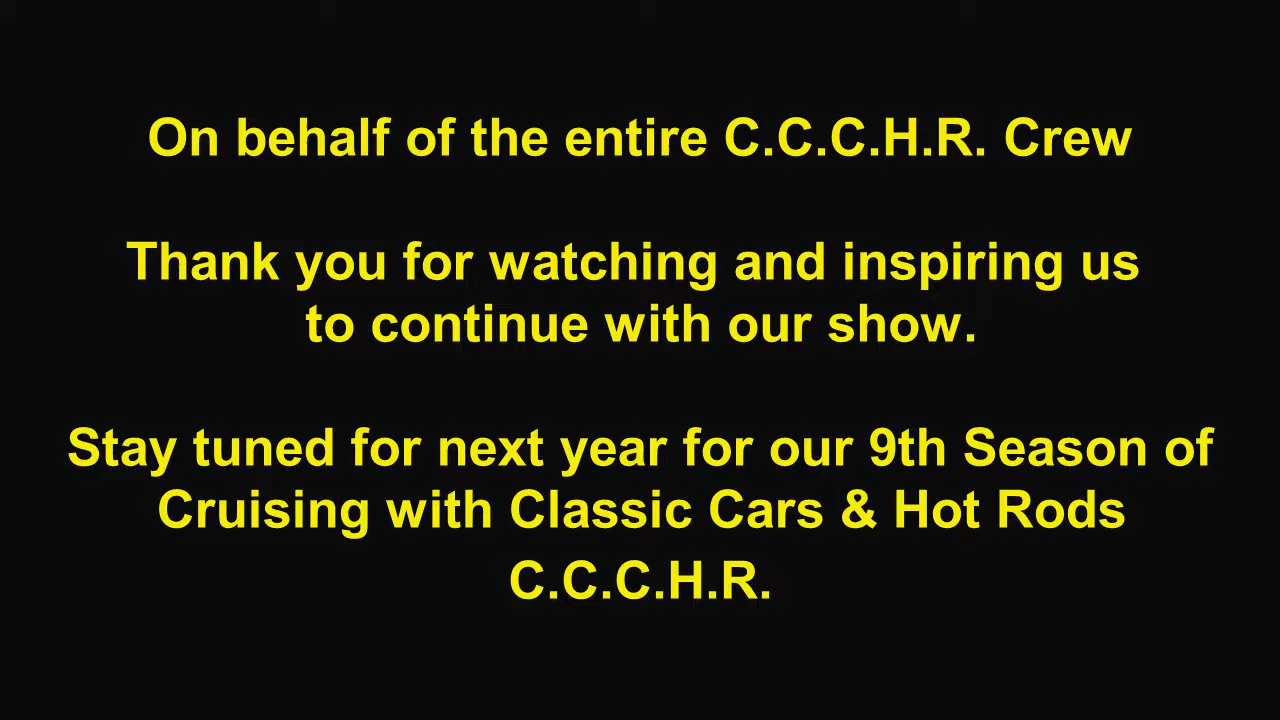 On behalf of the entire C.C.C.H.R. Crew
Thank you for watching and inspiring us
to continue with our show.
Stay tuned for next year for our 9th Season of
Cruising with Classic Cars & Hot Rods
C.C.C.H.R.